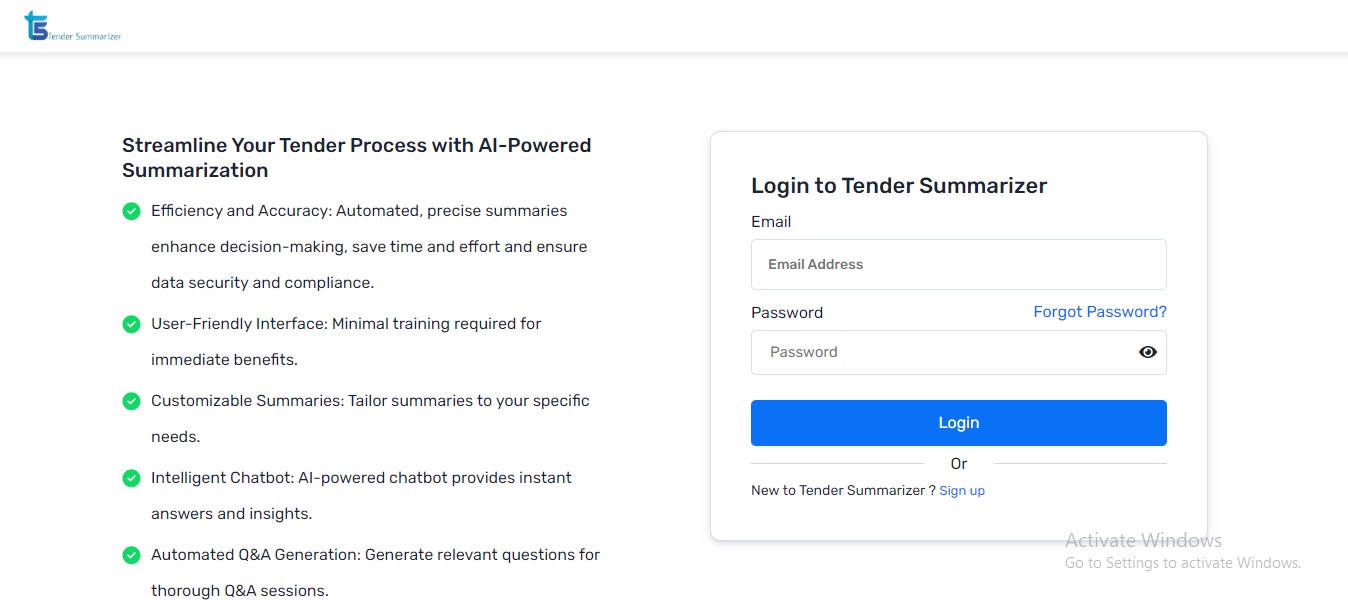 Tender Summarizer
Streamline Your Tender Process with AI-Powered
Summarization
Efficiency and Accuracy: Automated, precise summaries
enhance decision-making, save time and effort and ensure
data security and compliance.
User-Friendly Interface: Minimal training required for
immediate benefits.
Customizable Summaries: Tailor summaries to your specific
needs.
Intelligent Chatbot: AI-powered chatbot provides instant
answers and insights.
Automated Q&A Generation: Generate relevant questions for
thorough Q&A sessions.
Login to Tender Summarizer
Email
Email Address
Password Forgot Password?
Password
Login
Or
New to Tender Summarizer ? Sign up
Activate Windows
Go to Settings to activate Windows.